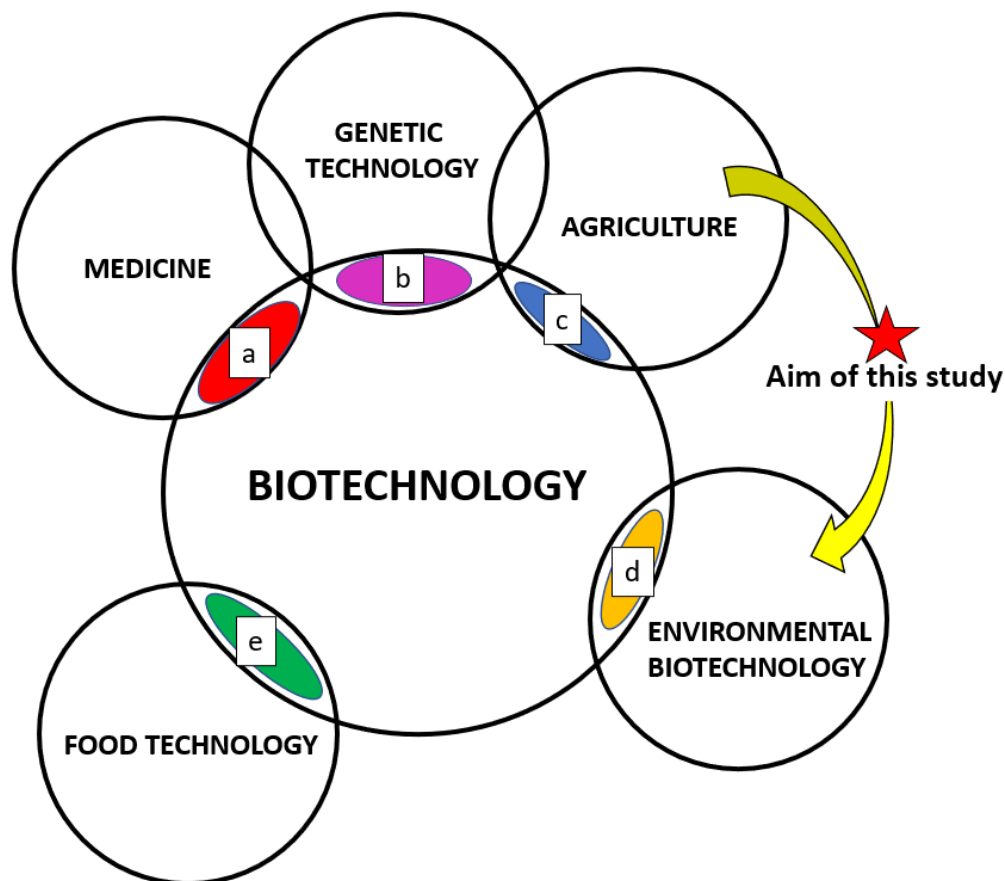 GENETIC
TECHNOLOGY
AGRICULTURE
MEDICINE
b
c
a
Aim of this study
BIOTECHNOLOGY
d
e
ENVIRONMENTAL
BIOTECHNOLOGY
FOOD TECHNOLOGY